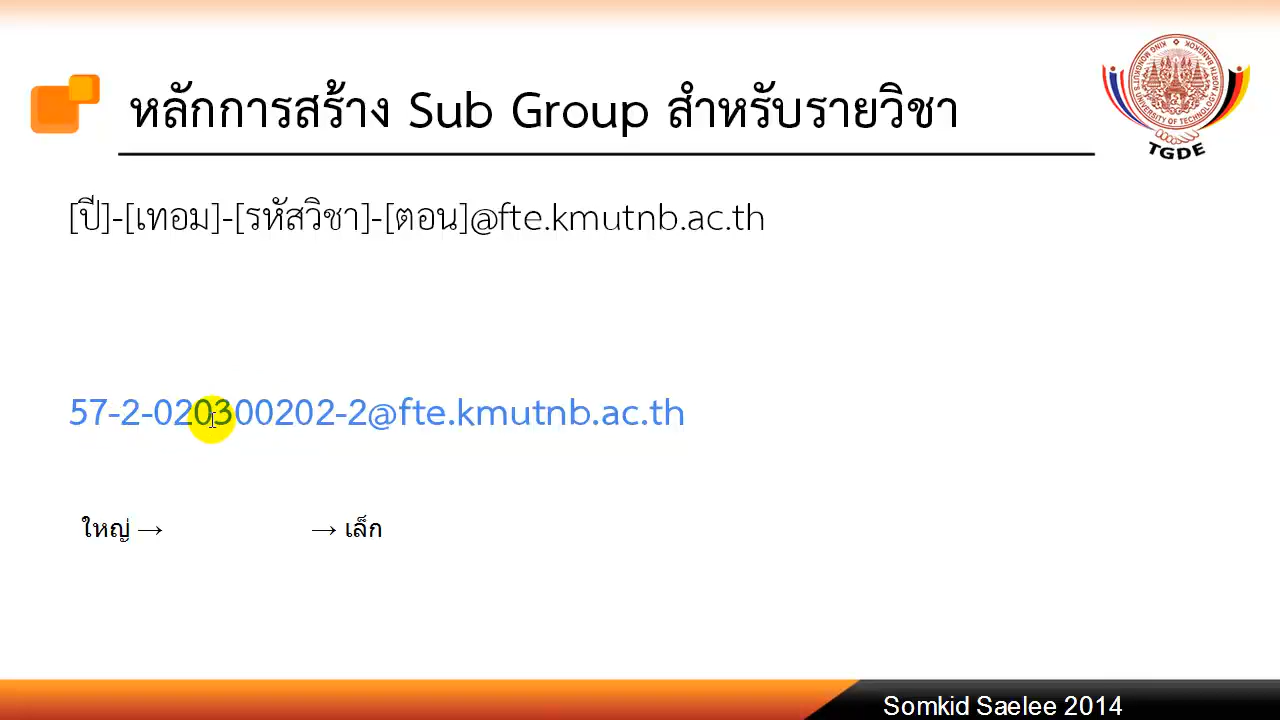 หลักการสร้าง Sub Group สำหรับรายวิชา
TGDE
[ปี]-[เทอม]-[รหัสวิชา]-[ตอน]@fte.kmutnb.ac.th
57-2-020300202-2@fte.kmutnb.ac.th
ใหญ่ → → เล็ก
Somkid Saelee 2014